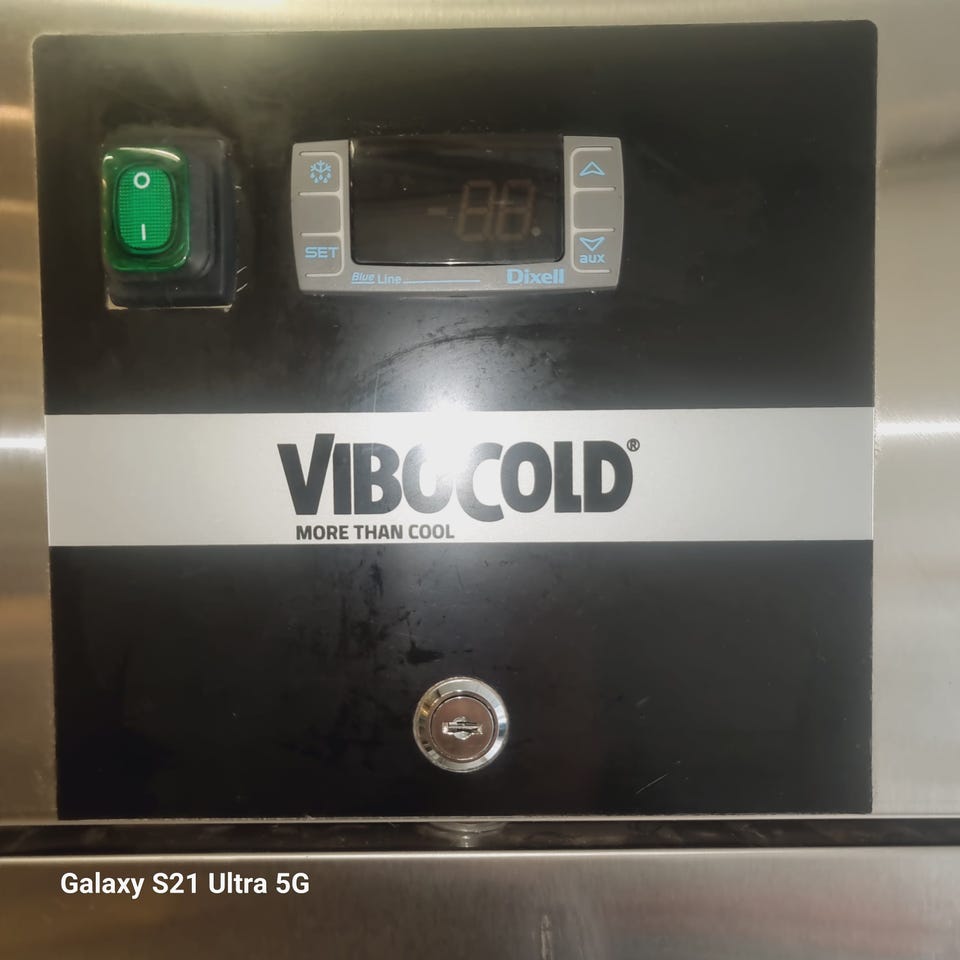 O
I
SET
aux
Blue Line
Dixell
VIBOCOLD®
MORE THAN COOL
Galaxy S21 Ultra 5G